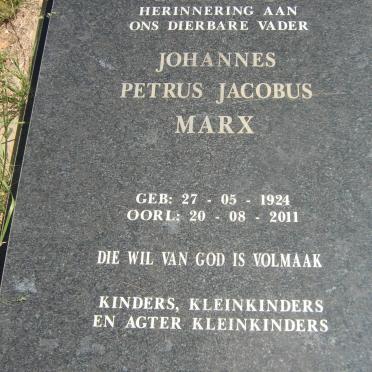 HERINNERING AAN
ONS DIERBARE VADER
JOHANNES
PETRUS JACOBUS
MARX
GEB: 27 - 05 - 1924
OORL: 20 - 08 - 2011
DIE WIL VAN GOD IS VOLMAAK
KINDERS, KLEINKINDERS
EN AGTER KLEINKINDERS